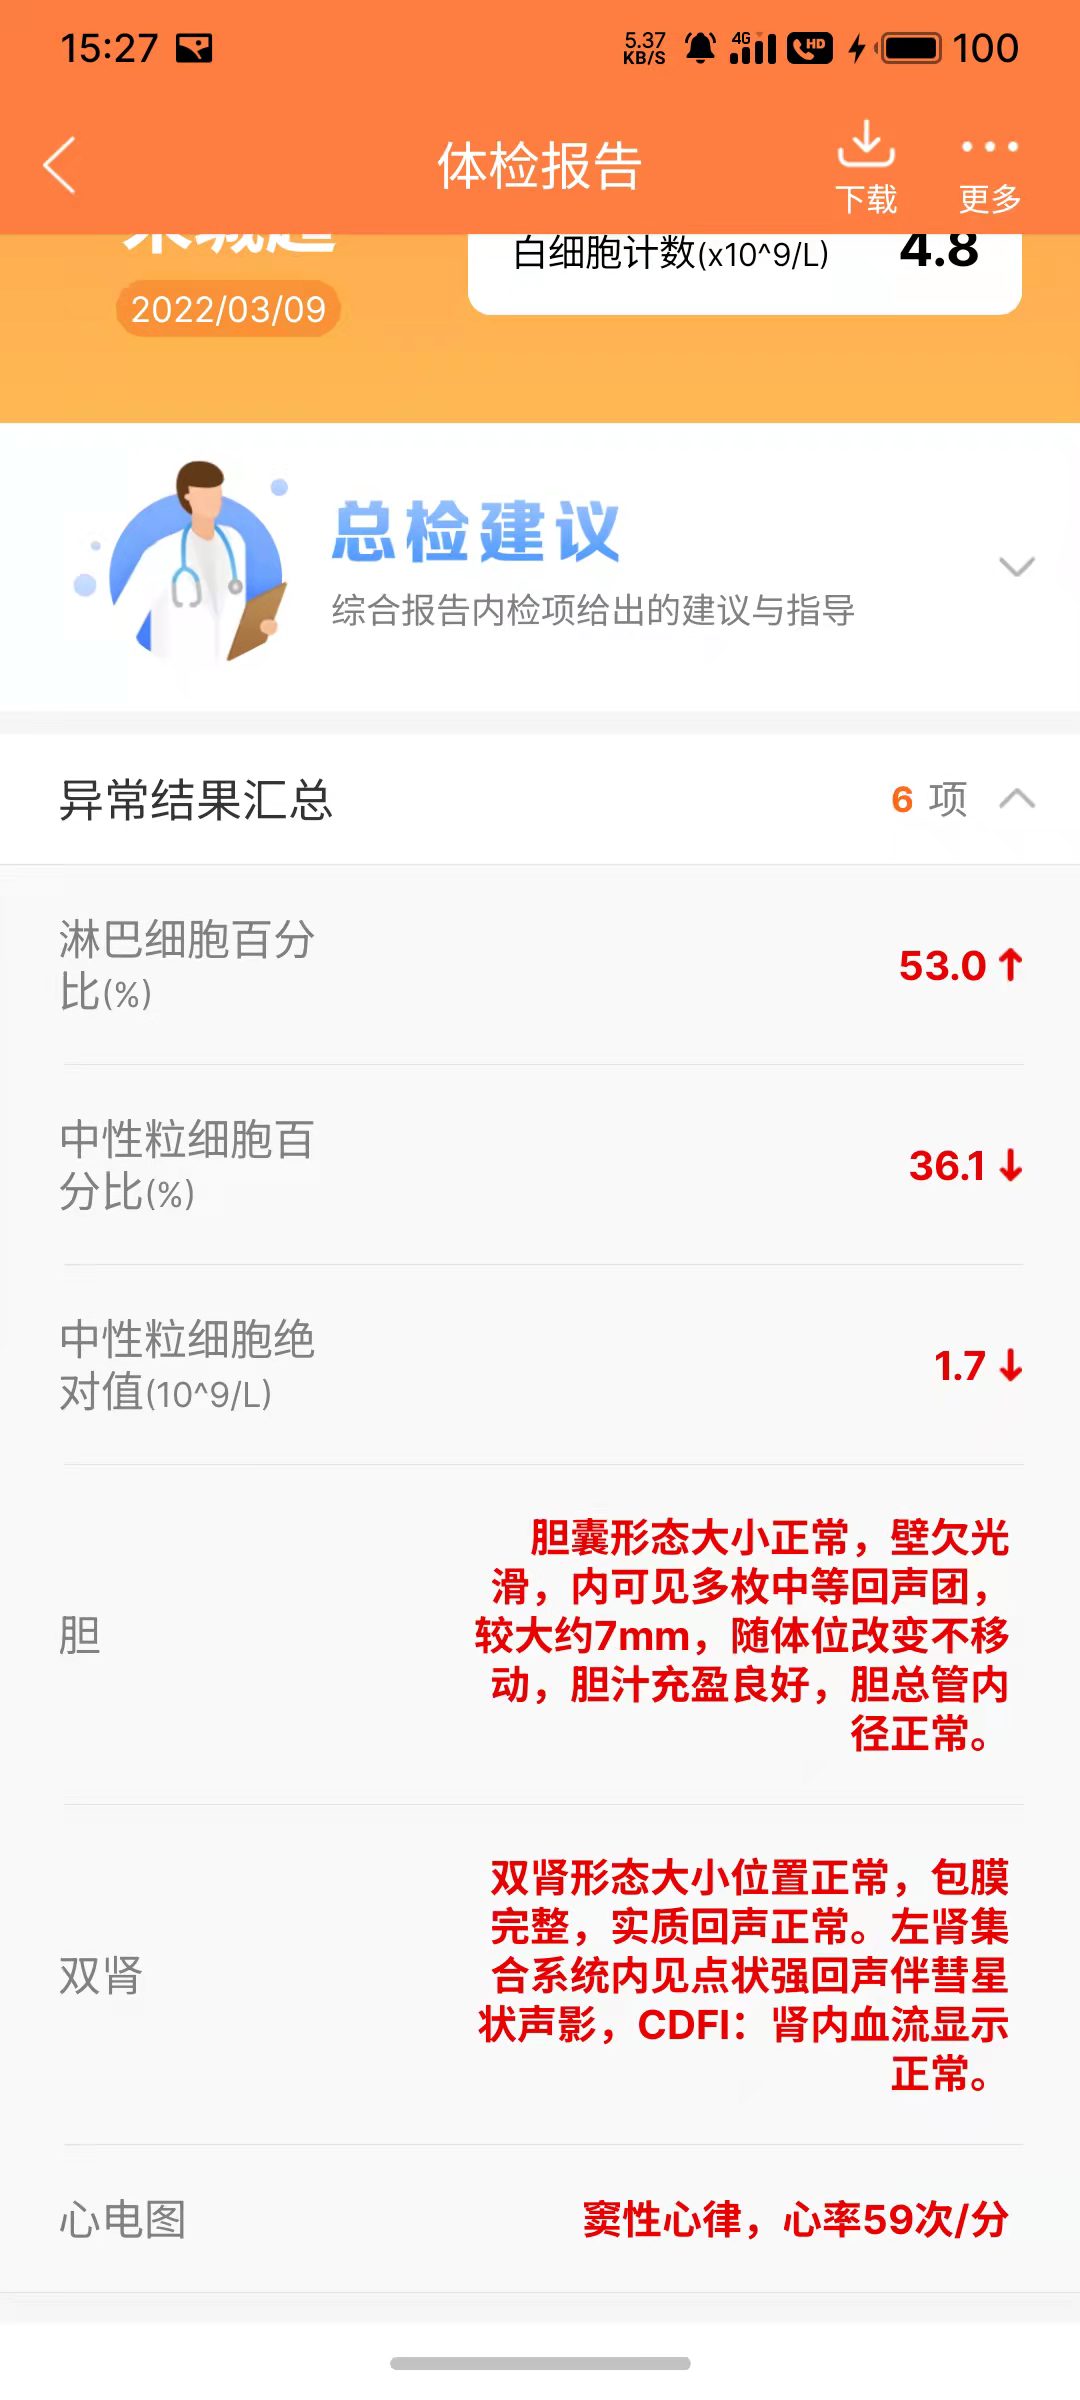 15:27
5.37
KB/S
4G
HD
100
体检报告
下载
更多
白细胞计数(x10^9/L)
4.8
2022/03/09
总检建议
综合报告内检项给出的建议与指导
异常结果汇总
6 项
淋巴细胞百分
比(%)
53.0↑
中性粒细胞百
分比(%)
36.1↓
中性粒细胞绝
对值(10^9/L)
1.7↓
胆
胆囊形态大小正常，壁欠光
滑，内可见多枚中等回声团，
较大约7mm，随体位改变不移
动，胆汁充盈良好，胆总管内
径正常。
双肾
双肾形态大小位置正常，包膜
完整，实质回声正常。左肾集
合系统内见点状强回声伴彗星
状声影，CDFI：肾内血流显示
正常。
心电图
窦性心律，心率59次/分